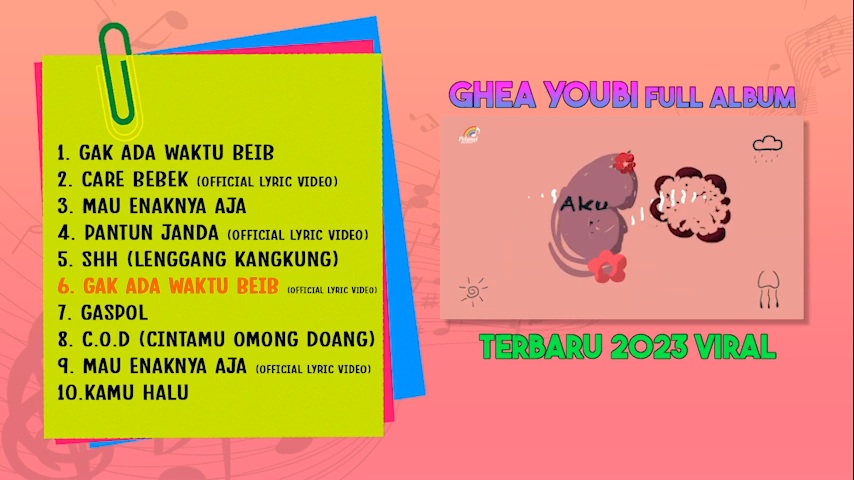 1. GAK ADA WAKTU BEIB
2. CARE BEBEK (OFFICIAL LYRIC VIDEO)
3. MAU ENAKNYA AJA
4. PANTUN JANDA (OFFICIAL LYRIC VIDEO)
5. SHH (LENGGANG KANGKUNG)
6. GAK ADA WAKTU BEIB (OFFICIAL LYRIC VIDEO)
7. GASPOL
8. C.O.D (CINTAMU OMONG DOANG)
9. MAU ENAKNYA AJA (OFFICIAL LYRIC VIDEO)
10.KAMU HALU
GHEA YOUBI FULL ALBUM
Aku
TERBARU 2023 VIRAL